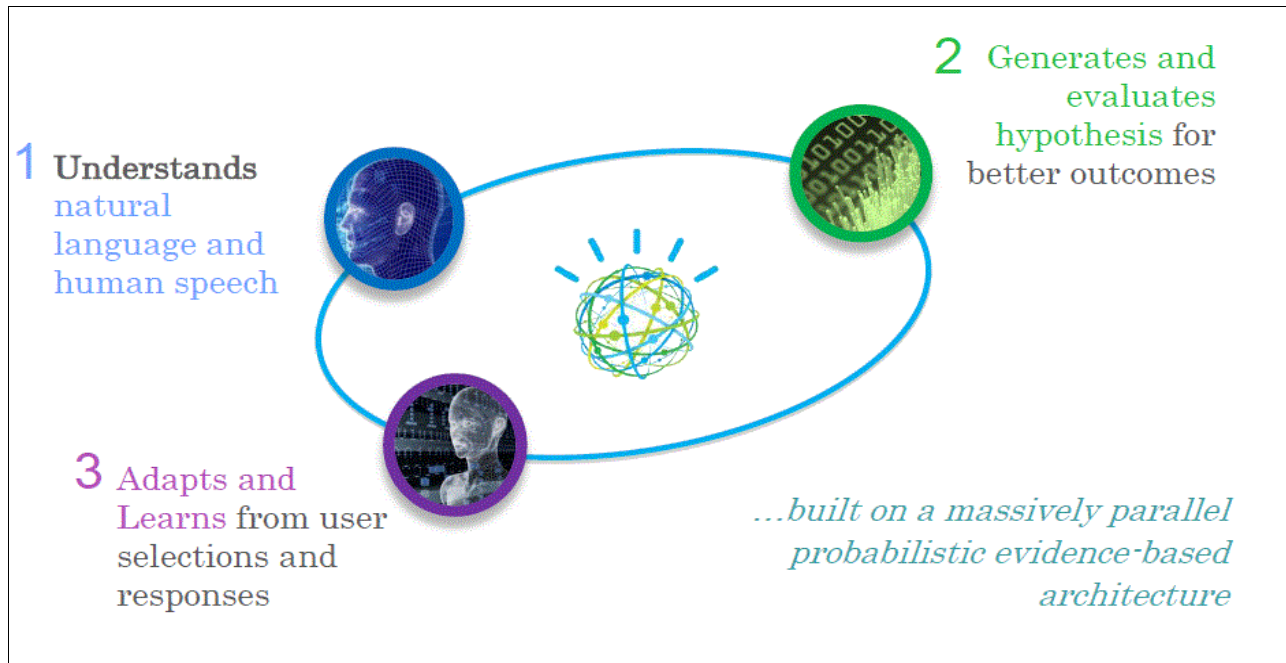 1 Understands
natural
language and
human speech
2 Generates and
evaluates
hypothesis for
better outcomes
3 Adapts and
Learns from user
selections and
responses
...built on a massively parallel
probabilistic evidence-based
architecture